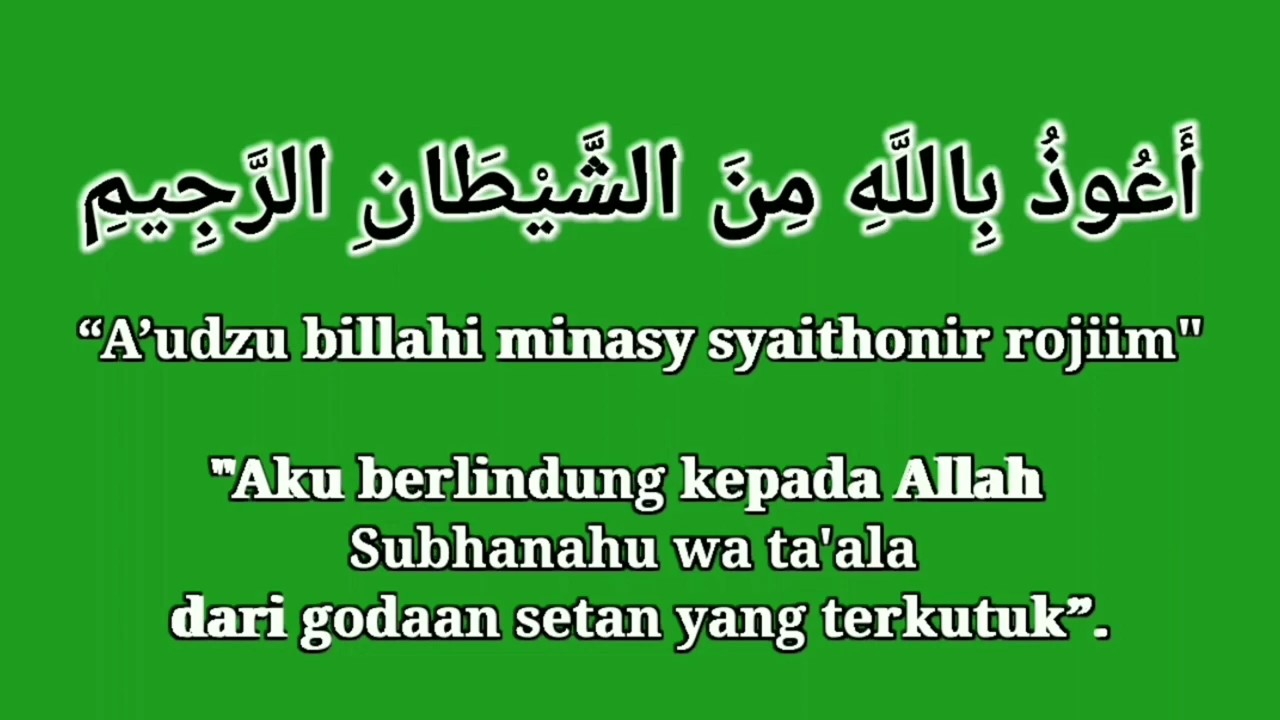 أَعُوذُ بِاللَّهِ مِنَ الشَّيْطَانِ الرَّجِيمِ
“A’udzu billahi minasy syaithonir rojiim"
"'Aku berlindung kepada Allah
Subhanahu wa ta'ala
dari godaan setan yang terkutuk”.